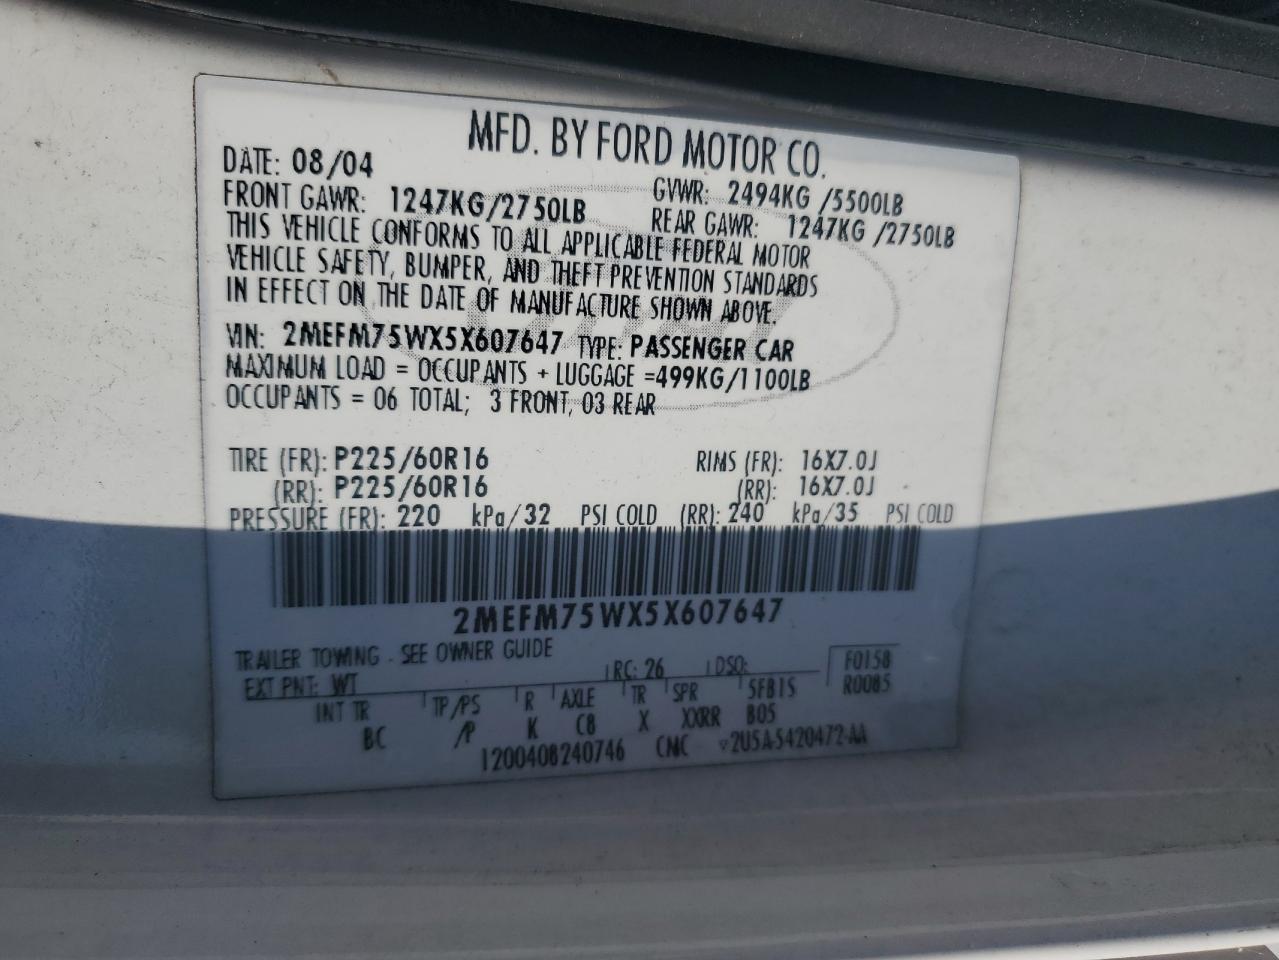 MFD. BY FORD MOTOR CO.
DATE: 08/04
GVWR: 2494KG /5500LB
FRONT GAWR: 1247KG/2750LB
REAR GAWR: 1247KG /2750LB
THIS VEHICLE CONFORMS TO ALL APPLICABLE FEDERAL MOTOR
VEHICLE SAFETY, BUMPER, AND THEFT PREVENTION STANDARDS
IN EFFECT ON THE DATE OF MANUFACTURE SHOWN ABOVE.
VIN: 2MEFM75WX5X607647 TYPE: PASSENGER CAR
MAXIMUM LOAD = OCCUPANTS + LUGGAGE =499KG/1100LB
OCCUPANTS = 06 TOTAL; 3 FRONT, 03 REAR
TIRE (FR): P225/60R16 RIMS (FR): 16X7.0J
(RR): P225/60R16 (RR): 16X7.0J
PRESSURE (FR): 220 kPa/32 PSI COLD (RR): 240 kPa/35 PSI COLD
2MEFM75WX5X607647
TRAILER TOWING - SEE OWNER GUIDE
EXT PNT: WT RC: 26 DSO: F0158
R0085
INT TR TP/PS R AXLE TR SPR 5FB15
BC /P K C8 X XXRR B05
1200408240746 CMC 2U5A-5420472-AA